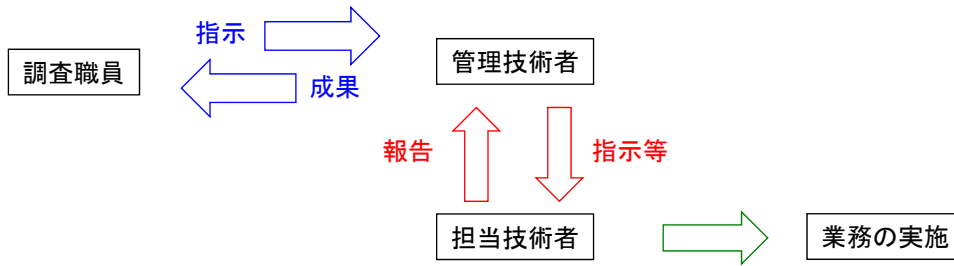 指示
調査職員
管理技術者
成果
報告
指示等
担当技術者
業務の実施